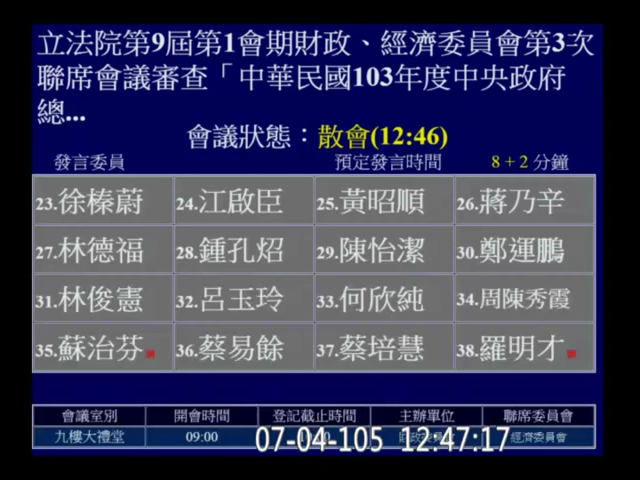 立法院第9屆第1會期財政、經濟委員會第3次
聯席會議審查「中華民國103年度中央政府
總...
會議狀態：散會(12:46)
發言委員 預定發言時間 8 + 2 分鐘
23.徐榛蔚 24.江啟臣 25.黃昭順 26.蔣乃辛
27.林德福 28.鍾孔炤 29.陳怡潔 30.鄭運鵬
31.林俊憲 32.呂玉玲 33.何欣純 34.周陳秀霞
35.蘇治芬 36.蔡易餘 37.蔡培慧 38.羅明才
會議室別 開會時間 登記截止時間 主辦單位 聯席委員會
九樓大禮堂 09:00 經濟委員會
07-04-105 12:47:17